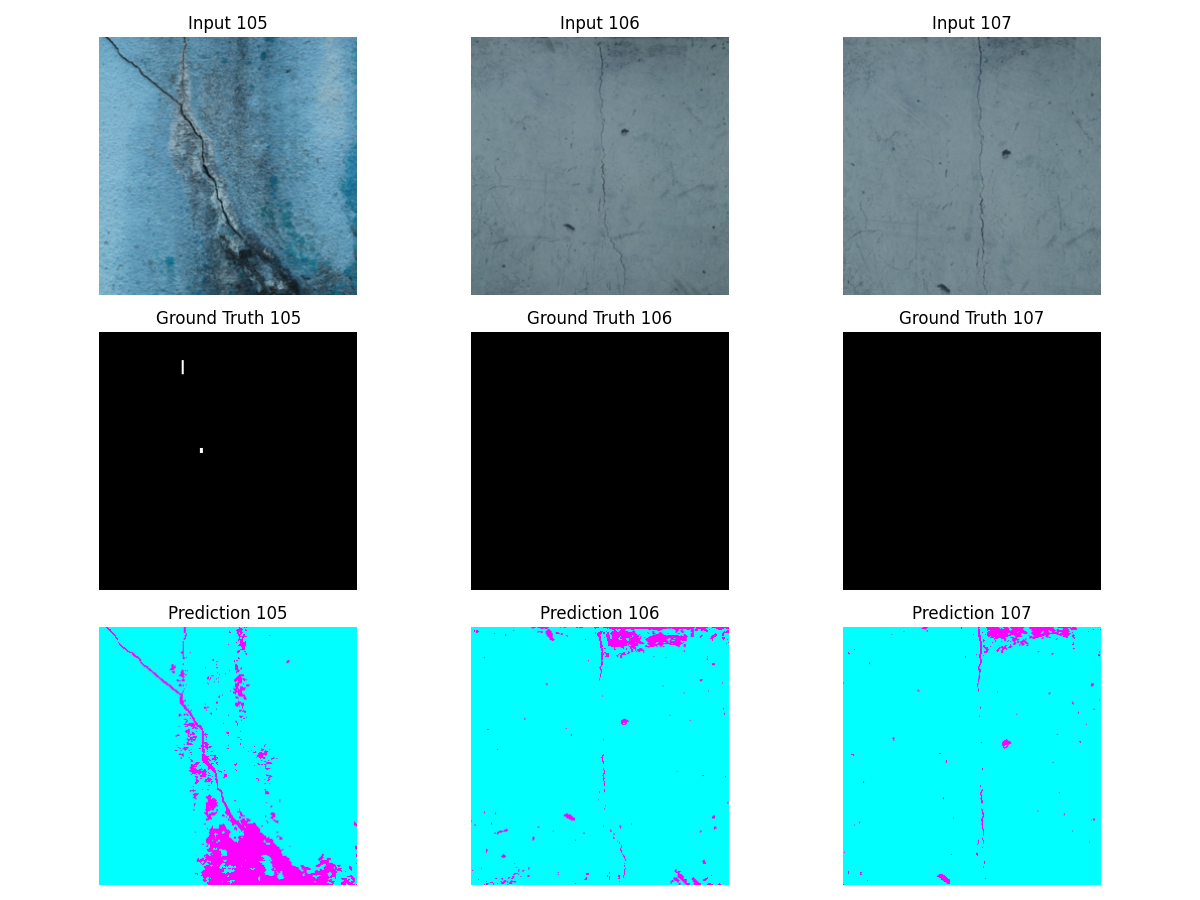 Input 105
Input 106
Input 107
Ground Truth 105
Ground Truth 106
Ground Truth 107
Prediction 105
Prediction 106
Prediction 107